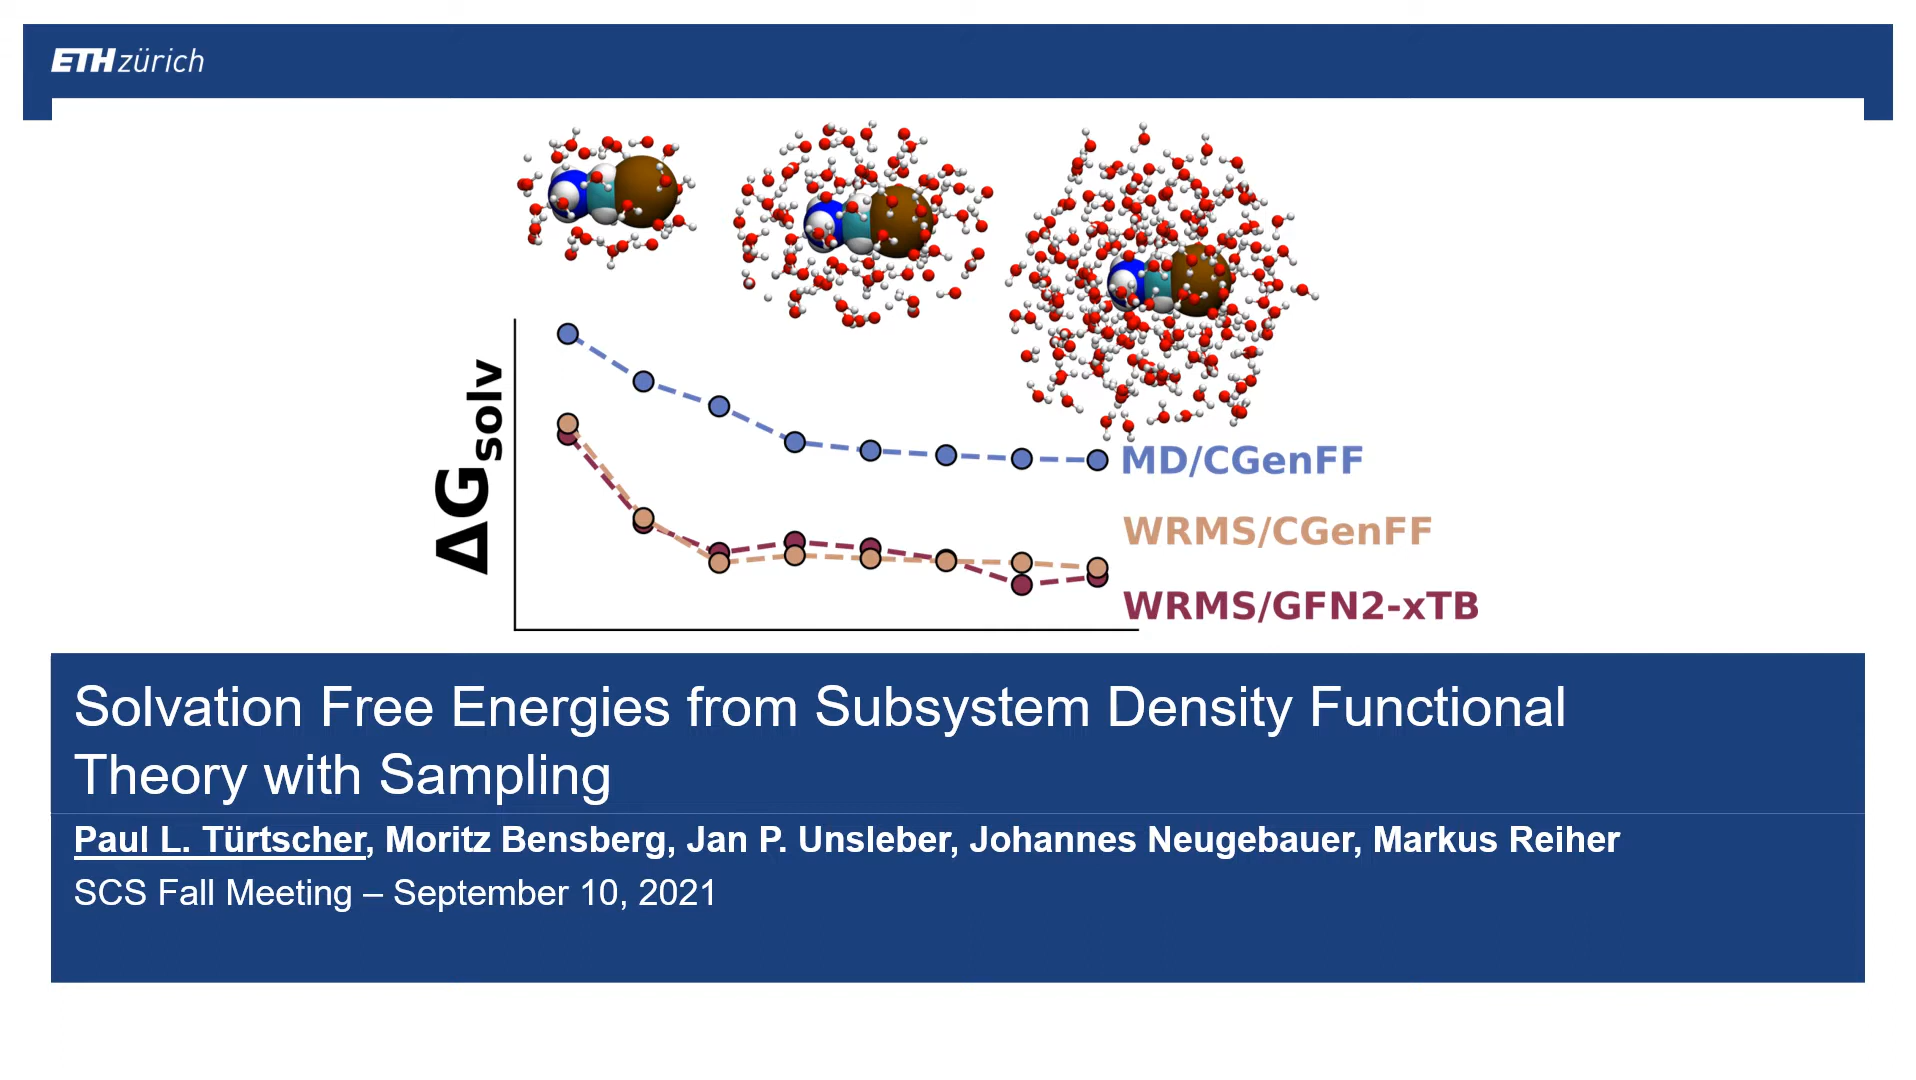 ETH zürich
ΔGsolv
MD/CGenFF
WRMS/CGenFF
WRMS/GFN2-xTB
Solvation Free Energies from Subsystem Density Functional
Theory with Sampling
Paul L. Türtscher, Moritz Bensberg, Jan P. Unsleber, Johannes Neugebauer, Markus Reiher
SCS Fall Meeting – September 10, 2021